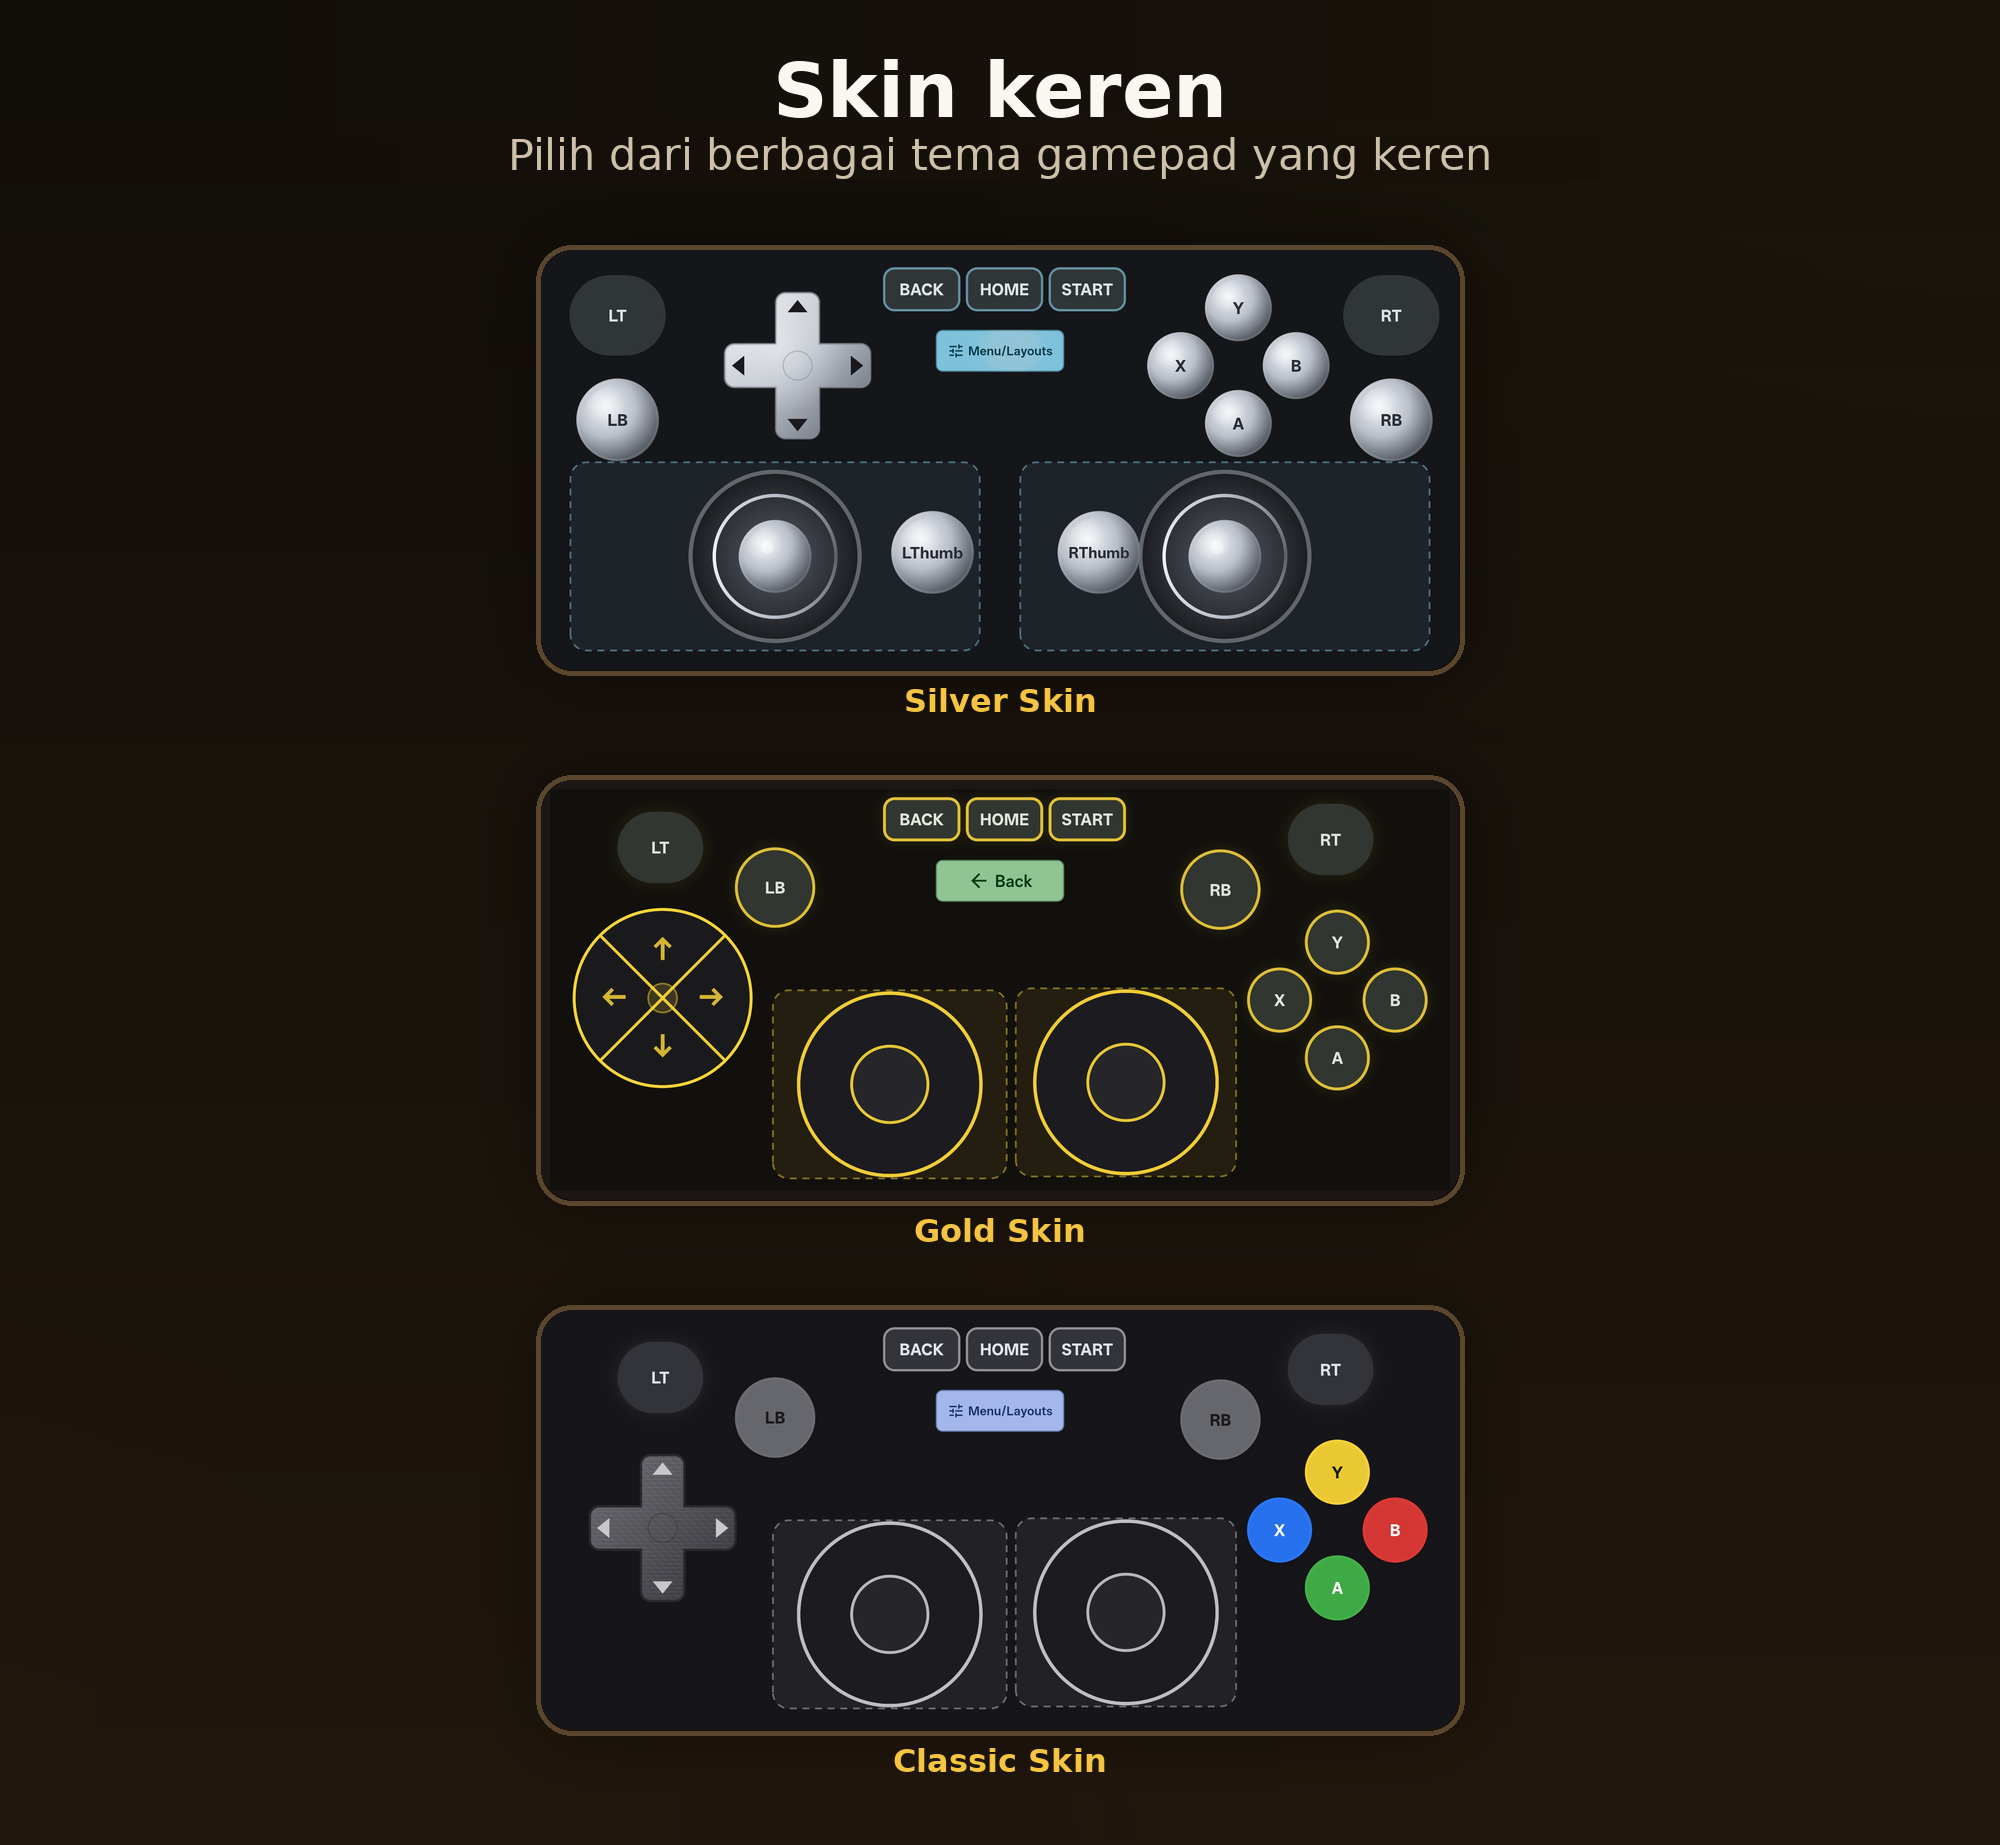 Skin keren
Pilih dari berbagai tema gamepad yang keren
LT
BACK
HOME
START
Y
RT
Menu/Layouts
X
B
LB
A
RB
LThumb
RThumb
Silver Skin
LT
BACK
HOME
START
RT
LB
Back
RB
Y
X
B
A
Gold Skin
LT
BACK
HOME
START
RT
LB
Menu/Layouts
RB
Y
X
B
A
Classic Skin